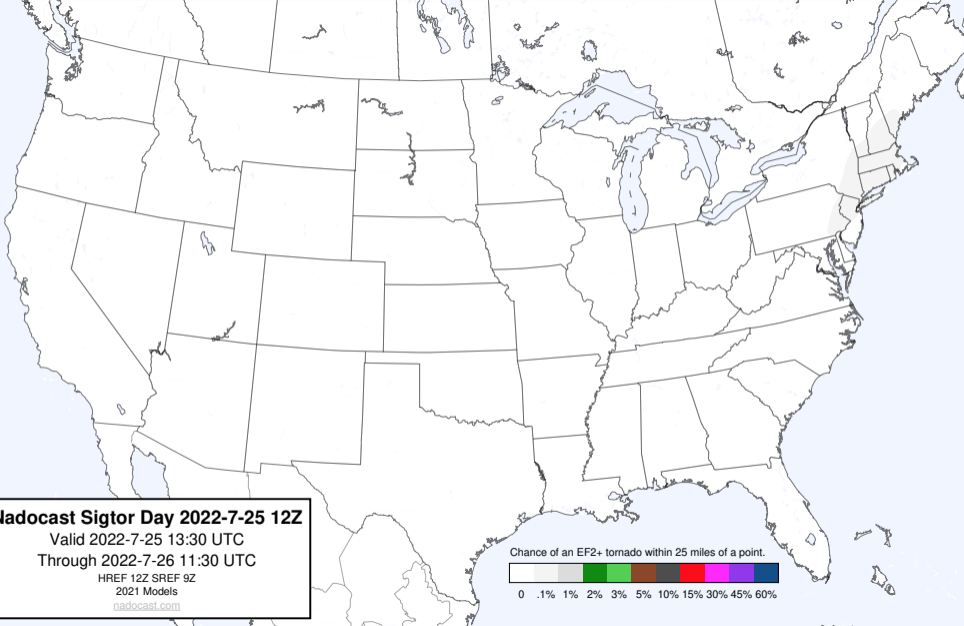 Nadocast Sigtor Day 2022-7-25 12Z
Valid 2022-7-25 13:30 UTC
Through 2022-7-26 11:30 UTC
HREF 12Z SREF 9Z
2021 Models
nadocast.com
Chance of an EF2+ tornado within 25 miles of a point.
0 .1% 1% 2% 3% 5% 10% 15% 30% 45% 60%